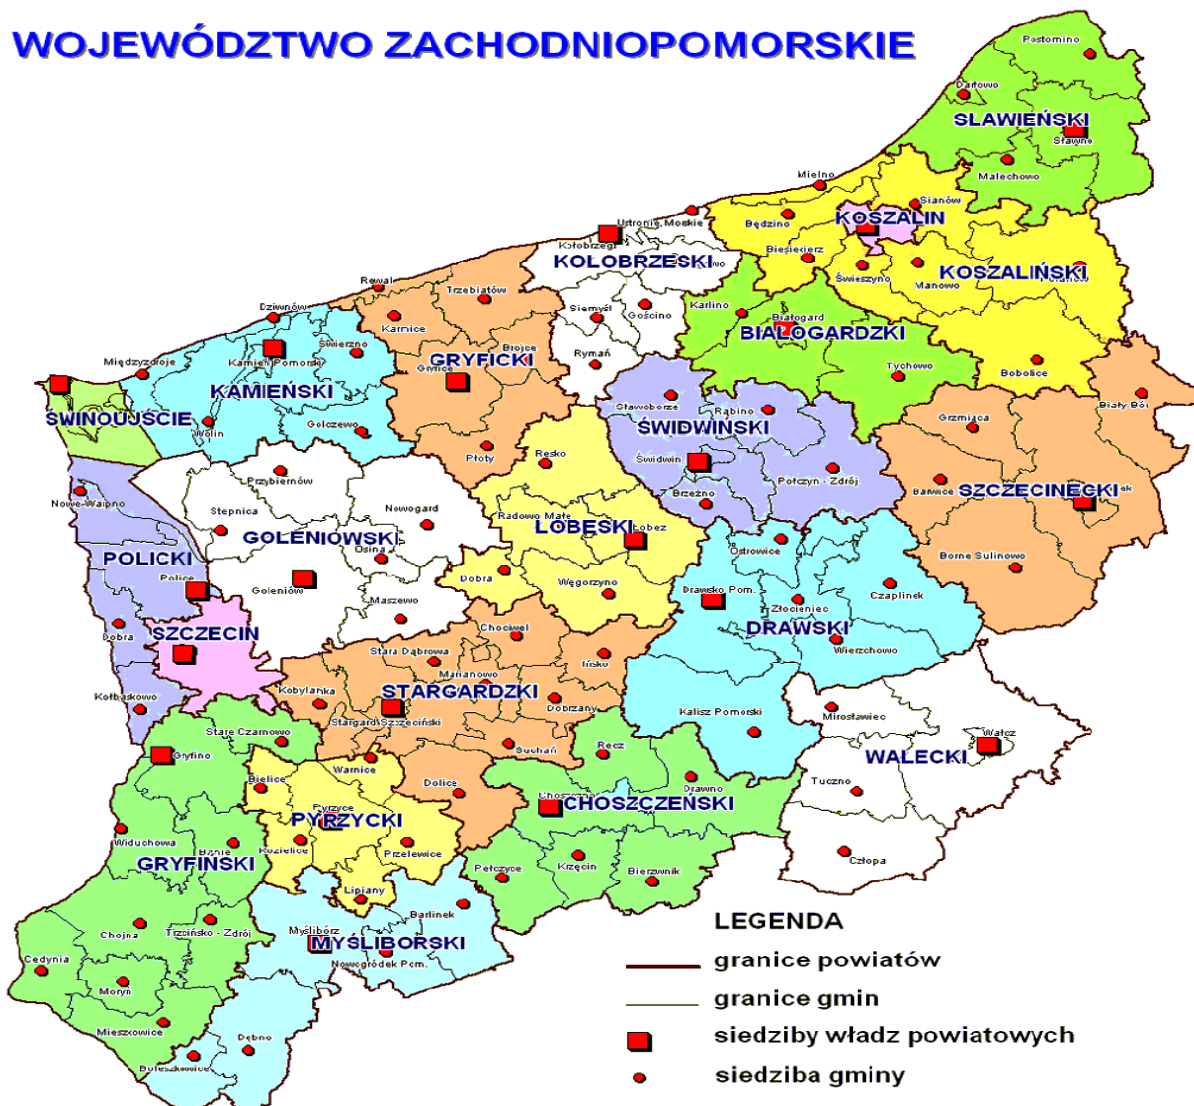 WOJEWÓDZTWO ZACHODNIOPOMORSKIE
Postomino
Darłowo
SLAWIEŃSKI
Sławno
Malechowo
Mielno
Sianów
Będzino
KOSZALIN
Ustronie Morskie
Kołobrzeg
Biesiekierz
KOLOBRZESKI
Świeszyno
Manowo
KOSZALIŃSKI
Rewal
Trzebiatów
Dziwnów
Karnice
Siemyśl
Gościno
Karlino
Białogard
BIALOGARDZKI
Świerzno
Brojce
Rymań
Międzyzdroje
Kamień Pomorski
GRYFICKI
Gryfice
Tychowo
Bobolice
KAMIEŃSKI
Sławoborze
Rąbino
Biały Bór
ŚWINOUJŚCIE
Wolin
Golczewo
ŚWIDWIŃSKI
Grzmiąca
Płoty
Resko
Świdwin
Połczyn - Zdrój
Przybiernów
Barwice
SZCZECINECKI
Nowe Warpno
Brzeżno
Stepnica
Nowogard
Radowo Małe
ŁOBESKI
Łobez
GOLENIOWSKI
Osina
Ostrowice
POLICKI
Borne Sulinowo
Police
Goleniów
Dobra
Węgorzyno
Drawsko Pom.
Czaplinek
Maszewo
Złocieniec
SZCZECIN
Dobra
Chociwel
DRAWSKI
Stara Dąbrowa
Wierzchowo
Ińsko
Marianowo
Kołbaskowo
Kobylanka
STARGARDZKI
Dobrzany
Kalisz Pomorski
Mirosławiec
Stargard Szczeciński
Stare Czarnowo
Suchań
Recz
Wałcz
Gryfino
WALECKI
Warnice
Bielice
Dolice
Tuczno
Drawno
Pyrzyce
CHOSZCZEŃSKI
PYRZYCKI
Widuchowa
Banie
Kozielice
Przelewice
GRYFIŃSKI
Pełczyce
Krzęcin
Bierzwnik
Człopa
Lipiany
Barlinek
LEGENDA
Chojna
Trzcińsko - Zdrój
Myślibórz
MYŚLIBORSKI
Cedynia
Nowogródek Pom.
granice powiatów
Moryń
granice gmin
Mieszkowice
Dębno
siedziby władz powiatowych
Boleszkowice
siedziba gminy